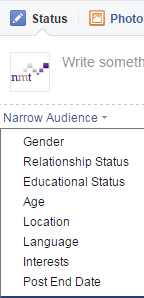 Status Photo
Write someth
nmt
Narrow Audience
Gender
Relationship Status
Educational Status
Age
Location
Language
Interests
Post End Date